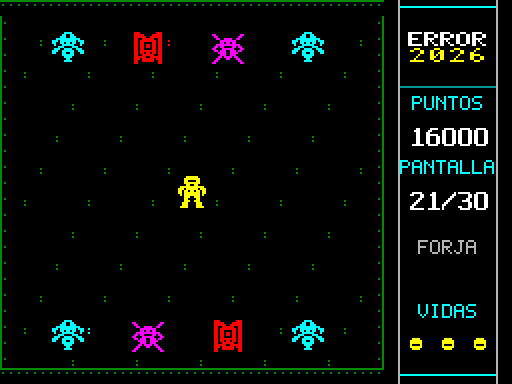 ERROR
2026
PUNTOS
16000
PANTALLA
21/30
FORJA
VIDAS